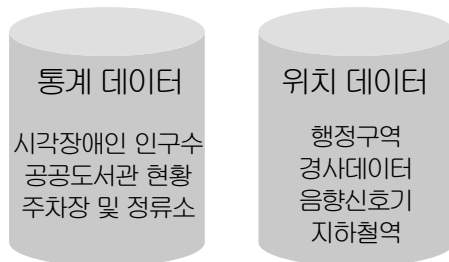 통계 데이터
시각장애인 인구수
공공도서관 현황
주차장 및 정류소
위치 데이터
행정구역
경사데이터
음향신호기
지하철역